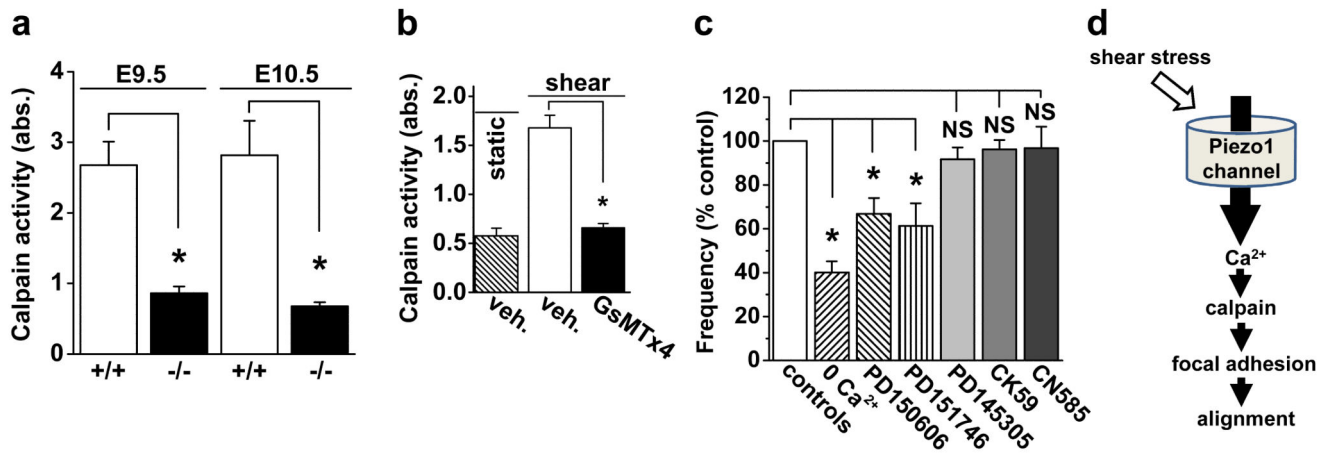 a
E9.5
E10.5
Calpain activity (abs.)
4
3
2
1
0
*
*
+/+
-/-
+/+
-/-
b
shear
static
Calpain activity (abs.)
2.0
1.5
1.0
0.5
0.0
*
veh.
veh.
GsMTx4
c
Frequency (% control)
120
100
80
60
40
20
0
*
*
*
NS
NS
NS
controls
0 Ca²⁺
PD150606
PD151746
PD145305
CK59
CN585
d
shear stress
Piezo1
channel
Ca²⁺
calpain
focal adhesion
alignment